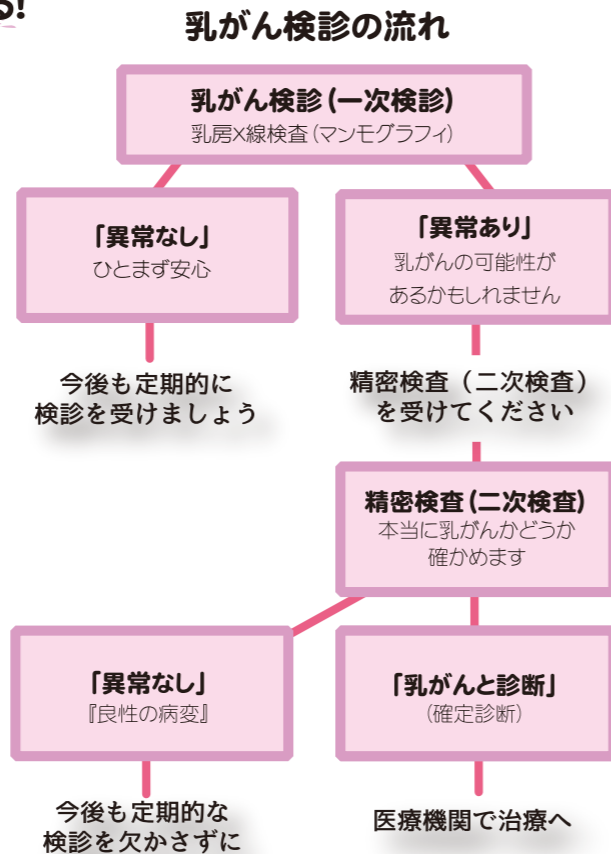 る!
乳がん検診の流れ
乳がん検診(一次検診)
乳房X線検査(マンモグラフィ)
「異常なし」
ひとまず安心
「異常あり」
乳がんの可能性が
あるかもしれません
今後も定期的に
検診を受けましょう
精密検査(二次検査)
を受けてください
精密検査(二次検査)
本当に乳がんかどうか
確かめます
「異常なし」
『良性の病変』
「乳がんと診断」
(確定診断)
今後も定期的な
検診を欠かさずに
医療機関で治療へ